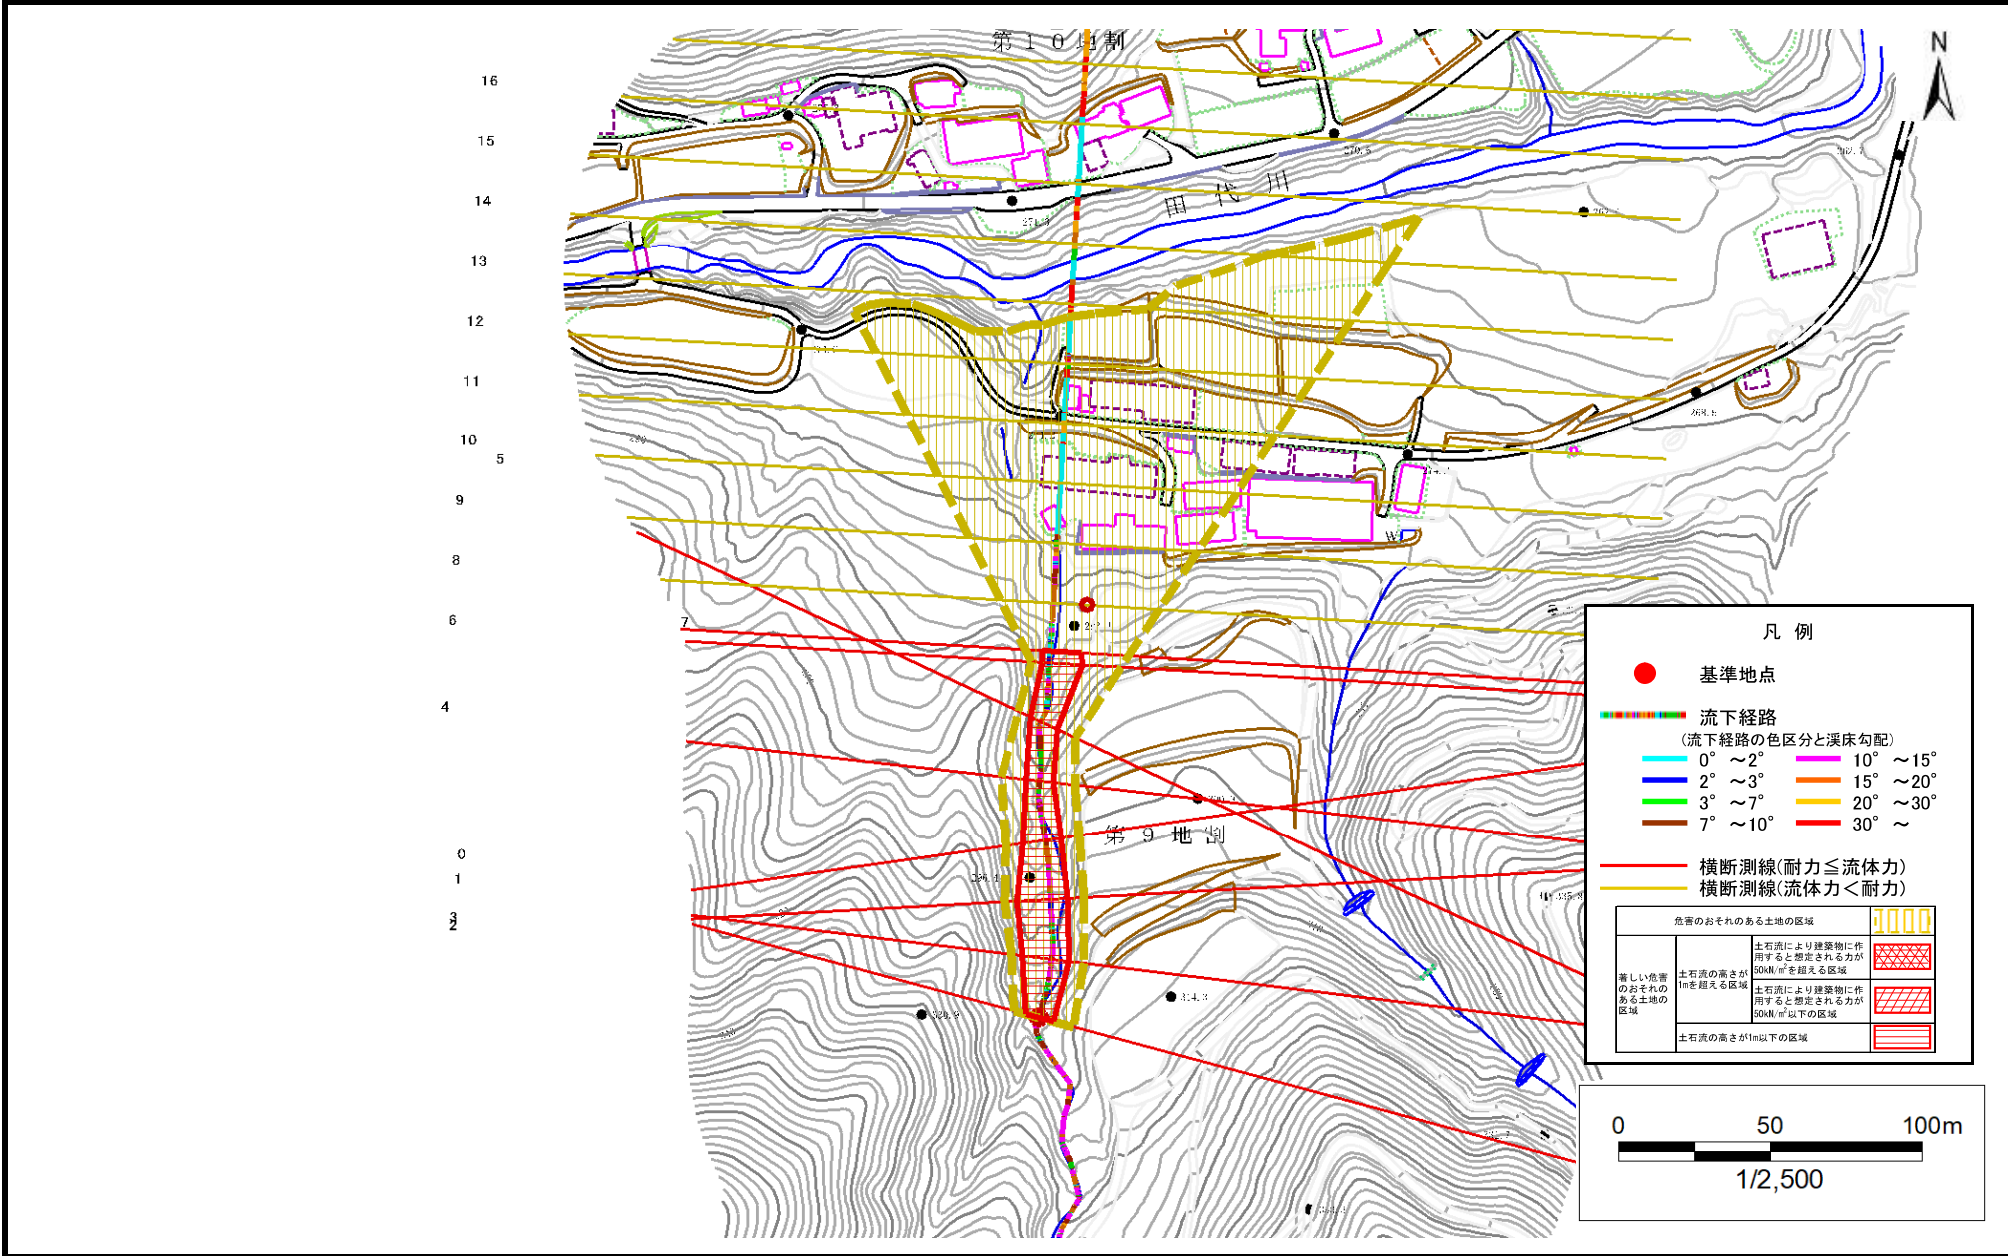 第10地割
N
16
15
14
田代川
13
12
11
10
5
9
8
W
6
7
4
第9地割
0
1
3
2
凡 例
基準地点
流下経路
(流下経路の色区分と渓床勾配)
0° ～2° 10° ～15°
2° ～3° 15° ～20°
3° ～7° 20° ～30°
7° ～10° 30° ～
横断測線(耐力≦流体力)
横断測線(流体力＜耐力)
危害のおそれのある土地の区域
著しい危害のおそれのある土地の区域
土石流の高さが1mを超える区域
土石流により建築物に作用すると想定される力が50kN/㎡を超える区域
土石流により建築物に作用すると想定される力が50kN/㎡以下の区域
土石流の高さが1m以下の区域
0 50 100m
1/2,500